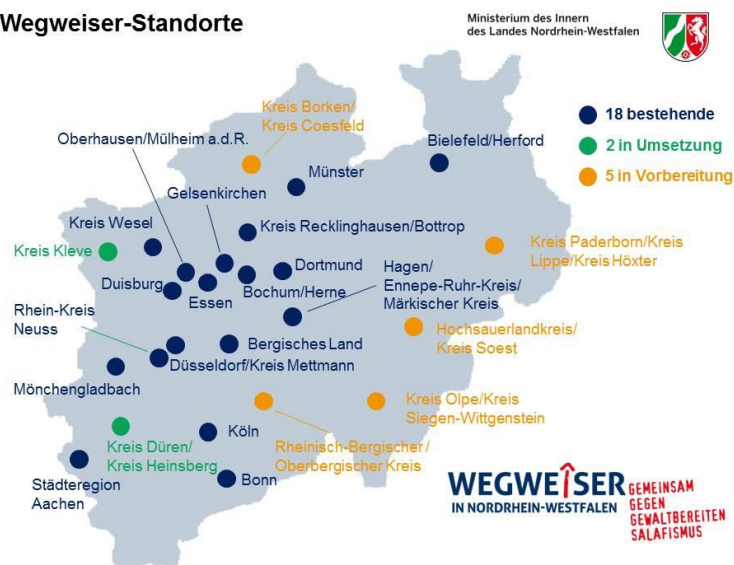 Wegweiser-Standorte
Ministerium des Innern
des Landes Nordrhein-Westfalen
18 bestehende
2 in Umsetzung
5 in Vorbereitung
Kreis Borken/
Kreis Coesfeld
Oberhausen/Mülheim a.d.R.
Bielefeld/Herford
Münster
Gelsenkirchen
Kreis Wesel
Kreis Recklinghausen/Bottrop
Kreis Kleve
Kreis Paderborn/Kreis
Lippe/Kreis Höxter
Dortmund
Hagen/
Ennepe-Ruhr-Kreis/
Märkischer Kreis
Duisburg
Essen
Bochum/Herne
Rhein-Kreis
Neuss
Hochsauerlandkreis/
Kreis Soest
Bergisches Land
Düsseldorf/Kreis Mettmann
Mönchengladbach
Kreis Olpe/Kreis
Siegen-Wittgenstein
Köln
Kreis Düren/
Kreis Heinsberg
Rheinisch-Bergischer /
Oberbergischer Kreis
Städteregion
Aachen
Bonn
WEGWEISER
IN NORDRHEIN-WESTFALEN
GEMEINSAM
GEGEN
GEWALTBEREITEN
SALAFISMUS